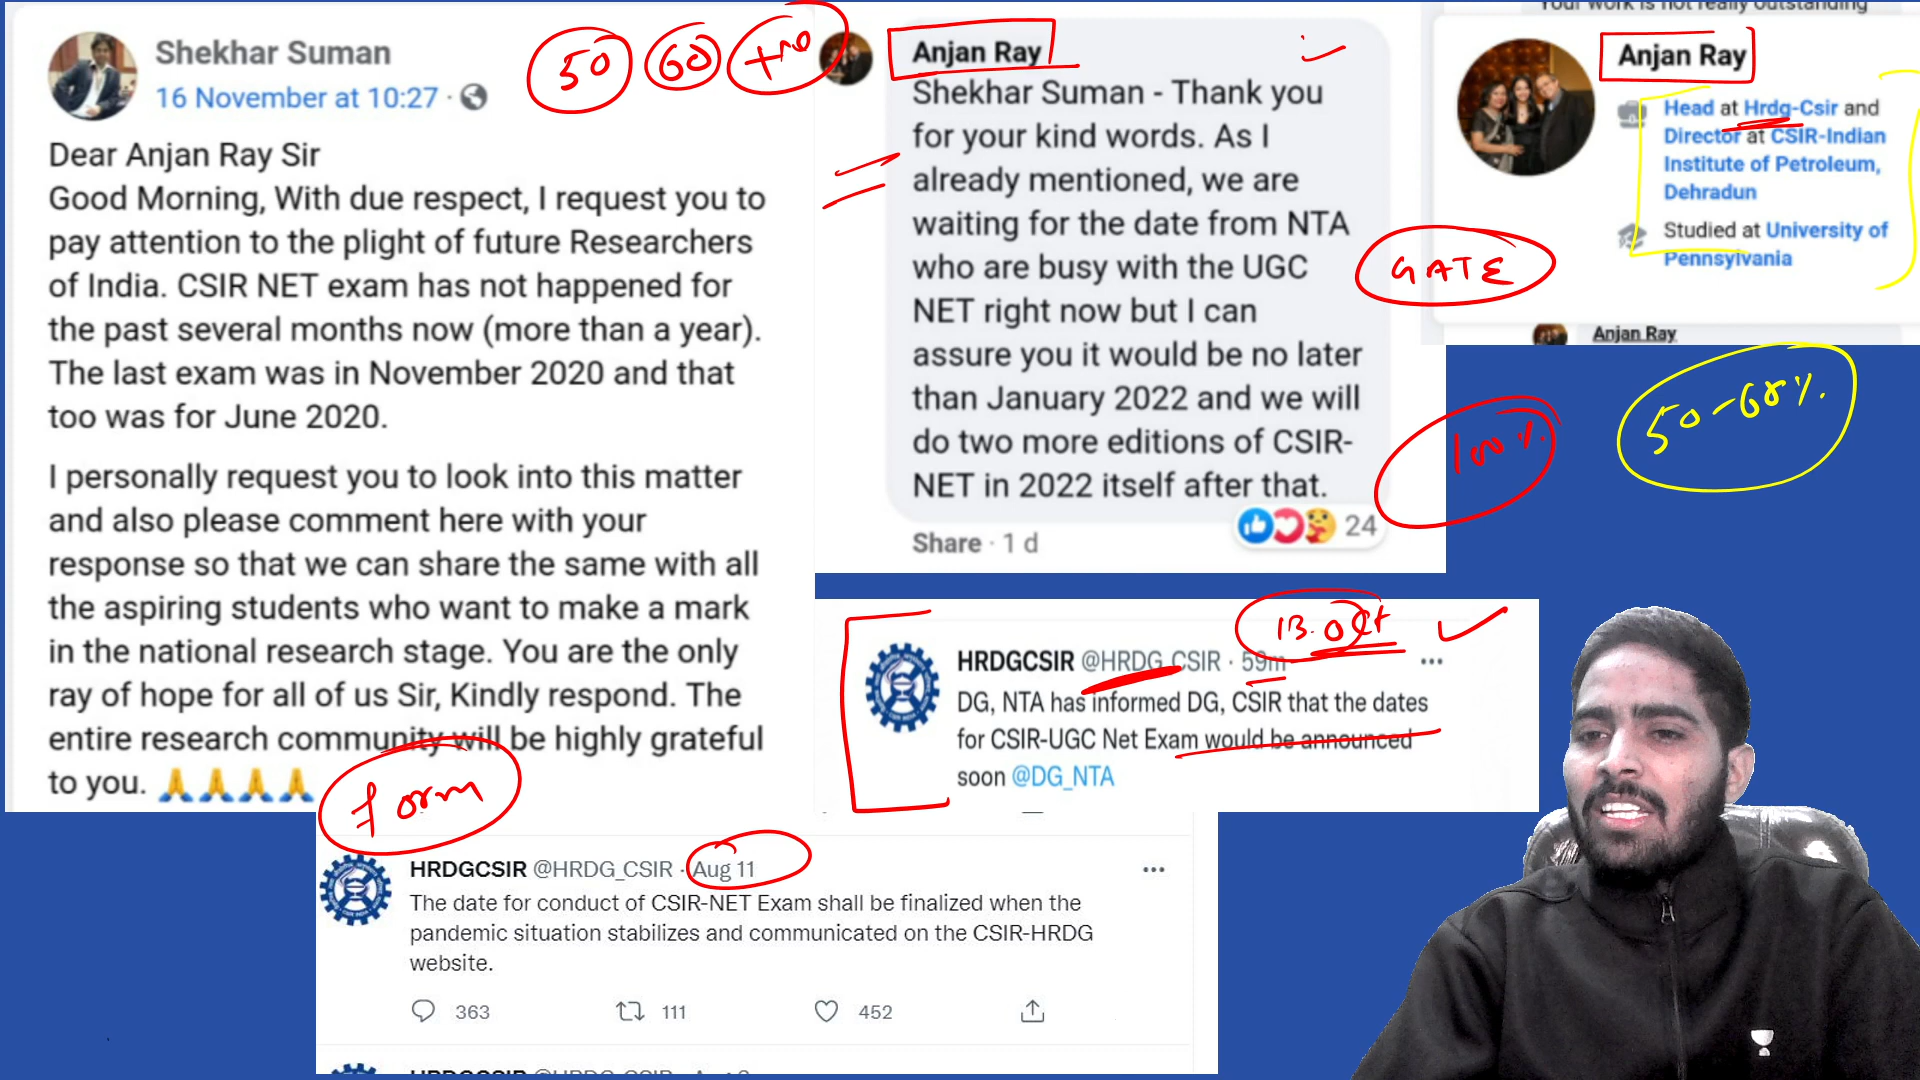 Shekhar Suman
16 November at 10:27 ·
Dear Anjan Ray Sir
Good Morning, With due respect, I request you to
pay attention to the plight of future Researchers
of India. CSIR NET exam has not happened for
the past several months now (more than a year).
The last exam was in November 2020 and that
too was for June 2020.
I personally request you to look into this matter
and also please comment here with your
response so that we can share the same with all
the aspiring students who want to make a mark
in the national research stage. You are the only
ray of hope for all of us Sir, Kindly respond. The
entire research community will be highly grateful
to you. 🙏🙏🙏🙏
50 60
Anjan Ray
Shekhar Suman - Thank you
for your kind words. As I
already mentioned, we are
waiting for the date from NTA
who are busy with the UGC
NET right now but I can
assure you it would be no later
than January 2022 and we will
do two more editions of CSIR-
NET in 2022 itself after that.
24
Share · 1 d
Your work is not really outstanding
Anjan Ray
Head at Hrdg-Csir and
Director at CSIR-Indian
Institute of Petroleum,
Dehradun
Studied at University of
Pennsylvania
Anjan Ray
GATE
100%
50-60%
13. Oct
HRDGCSIR @HRDG_CSIR · 59m
DG, NTA has informed DG, CSIR that the dates
for CSIR-UGC Net Exam would be announced
soon @DG_NTA
form
HRDGCSIR @HRDG_CSIR · Aug 11
The date for conduct of CSIR-NET Exam shall be finalized when the
pandemic situation stabilizes and communicated on the CSIR-HRDG
website.
363 111 452
HRDGCSIR @HRDG_CSIR